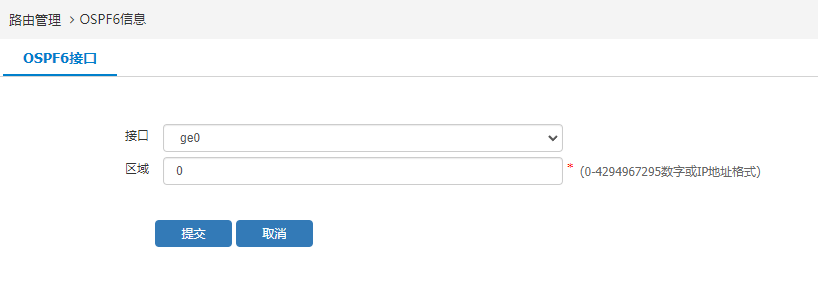 路由管理 > OSPF6信息
OSPF6接口
接口 ge0
区域 0 * (0-4294967295数字或IP地址格式)
提交 取消